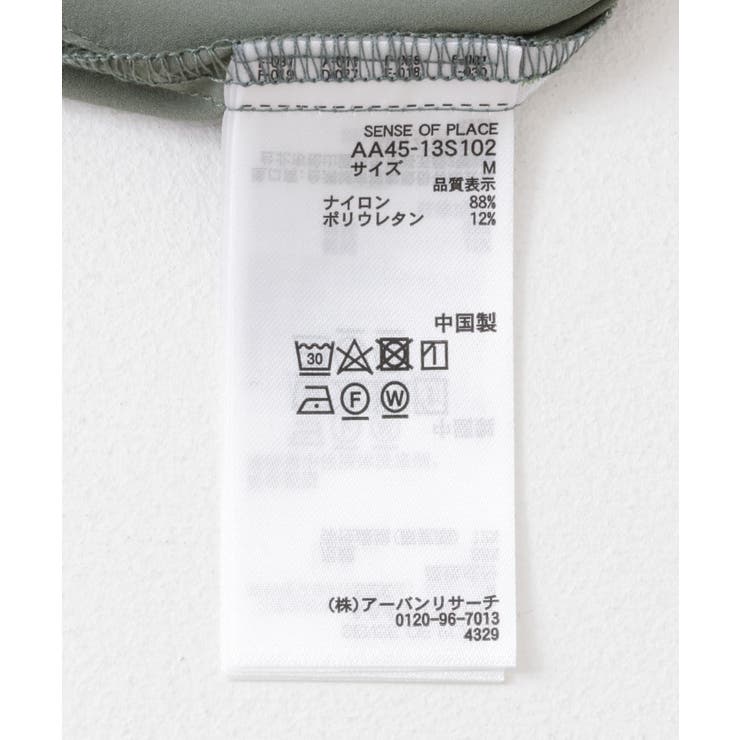 SENSE OF PLACE
AA45-13S102
サイズ M
品質表示
ナイロン 88%
ポリウレタン 12%
中国製
30
F W
(株)アーバンリサーチ
0120-96-7013
4329